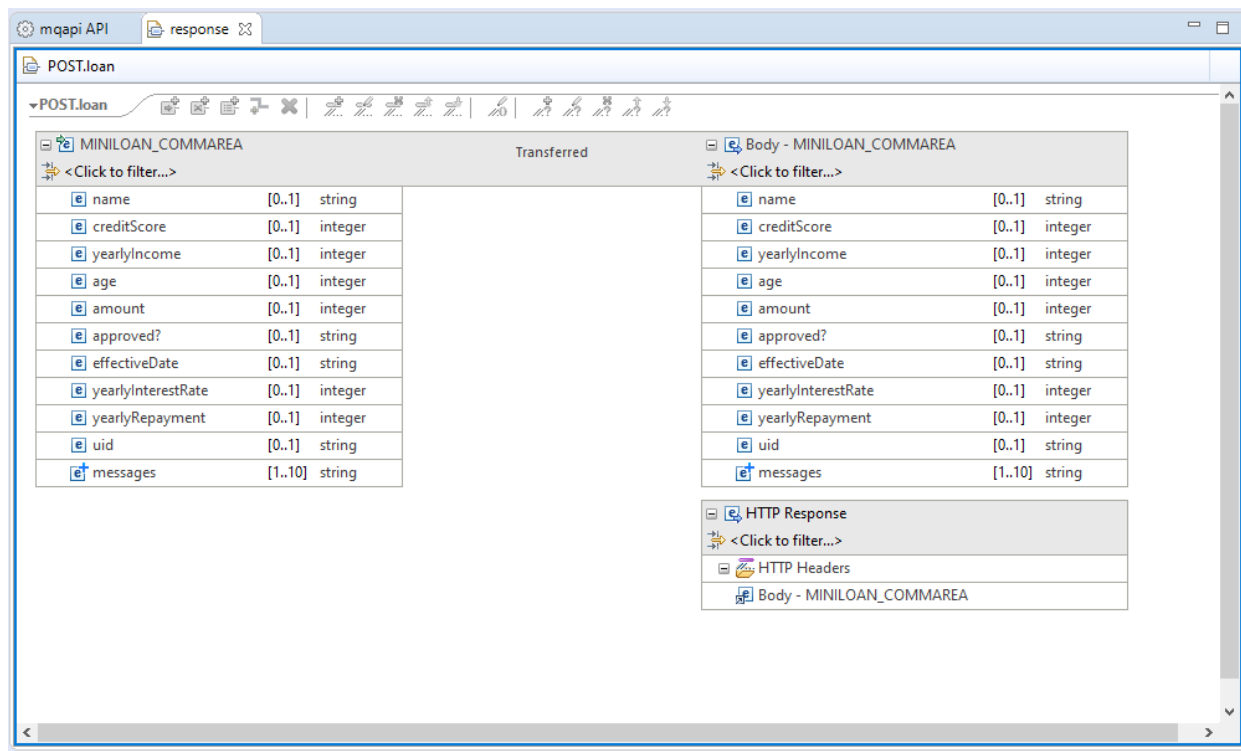 mqapi API response
POST.loan
POST.loan
MINILOAN_COMMAREA Transferred Body - MINILOAN_COMMAREA
<Click to filter...> <Click to filter...>
name [0..1] string name [0..1] string
creditScore [0..1] integer creditScore [0..1] integer
yearlyIncome [0..1] integer yearlyIncome [0..1] integer
age [0..1] integer age [0..1] integer
amount [0..1] integer amount [0..1] integer
approved? [0..1] string approved? [0..1] string
effectiveDate [0..1] string effectiveDate [0..1] string
yearlyInterestRate [0..1] integer yearlyInterestRate [0..1] integer
yearlyRepayment [0..1] integer yearlyRepayment [0..1] integer
uid [0..1] string uid [0..1] string
messages [1..10] string messages [1..10] string
HTTP Response
<Click to filter...>
HTTP Headers
Body - MINILOAN_COMMAREA